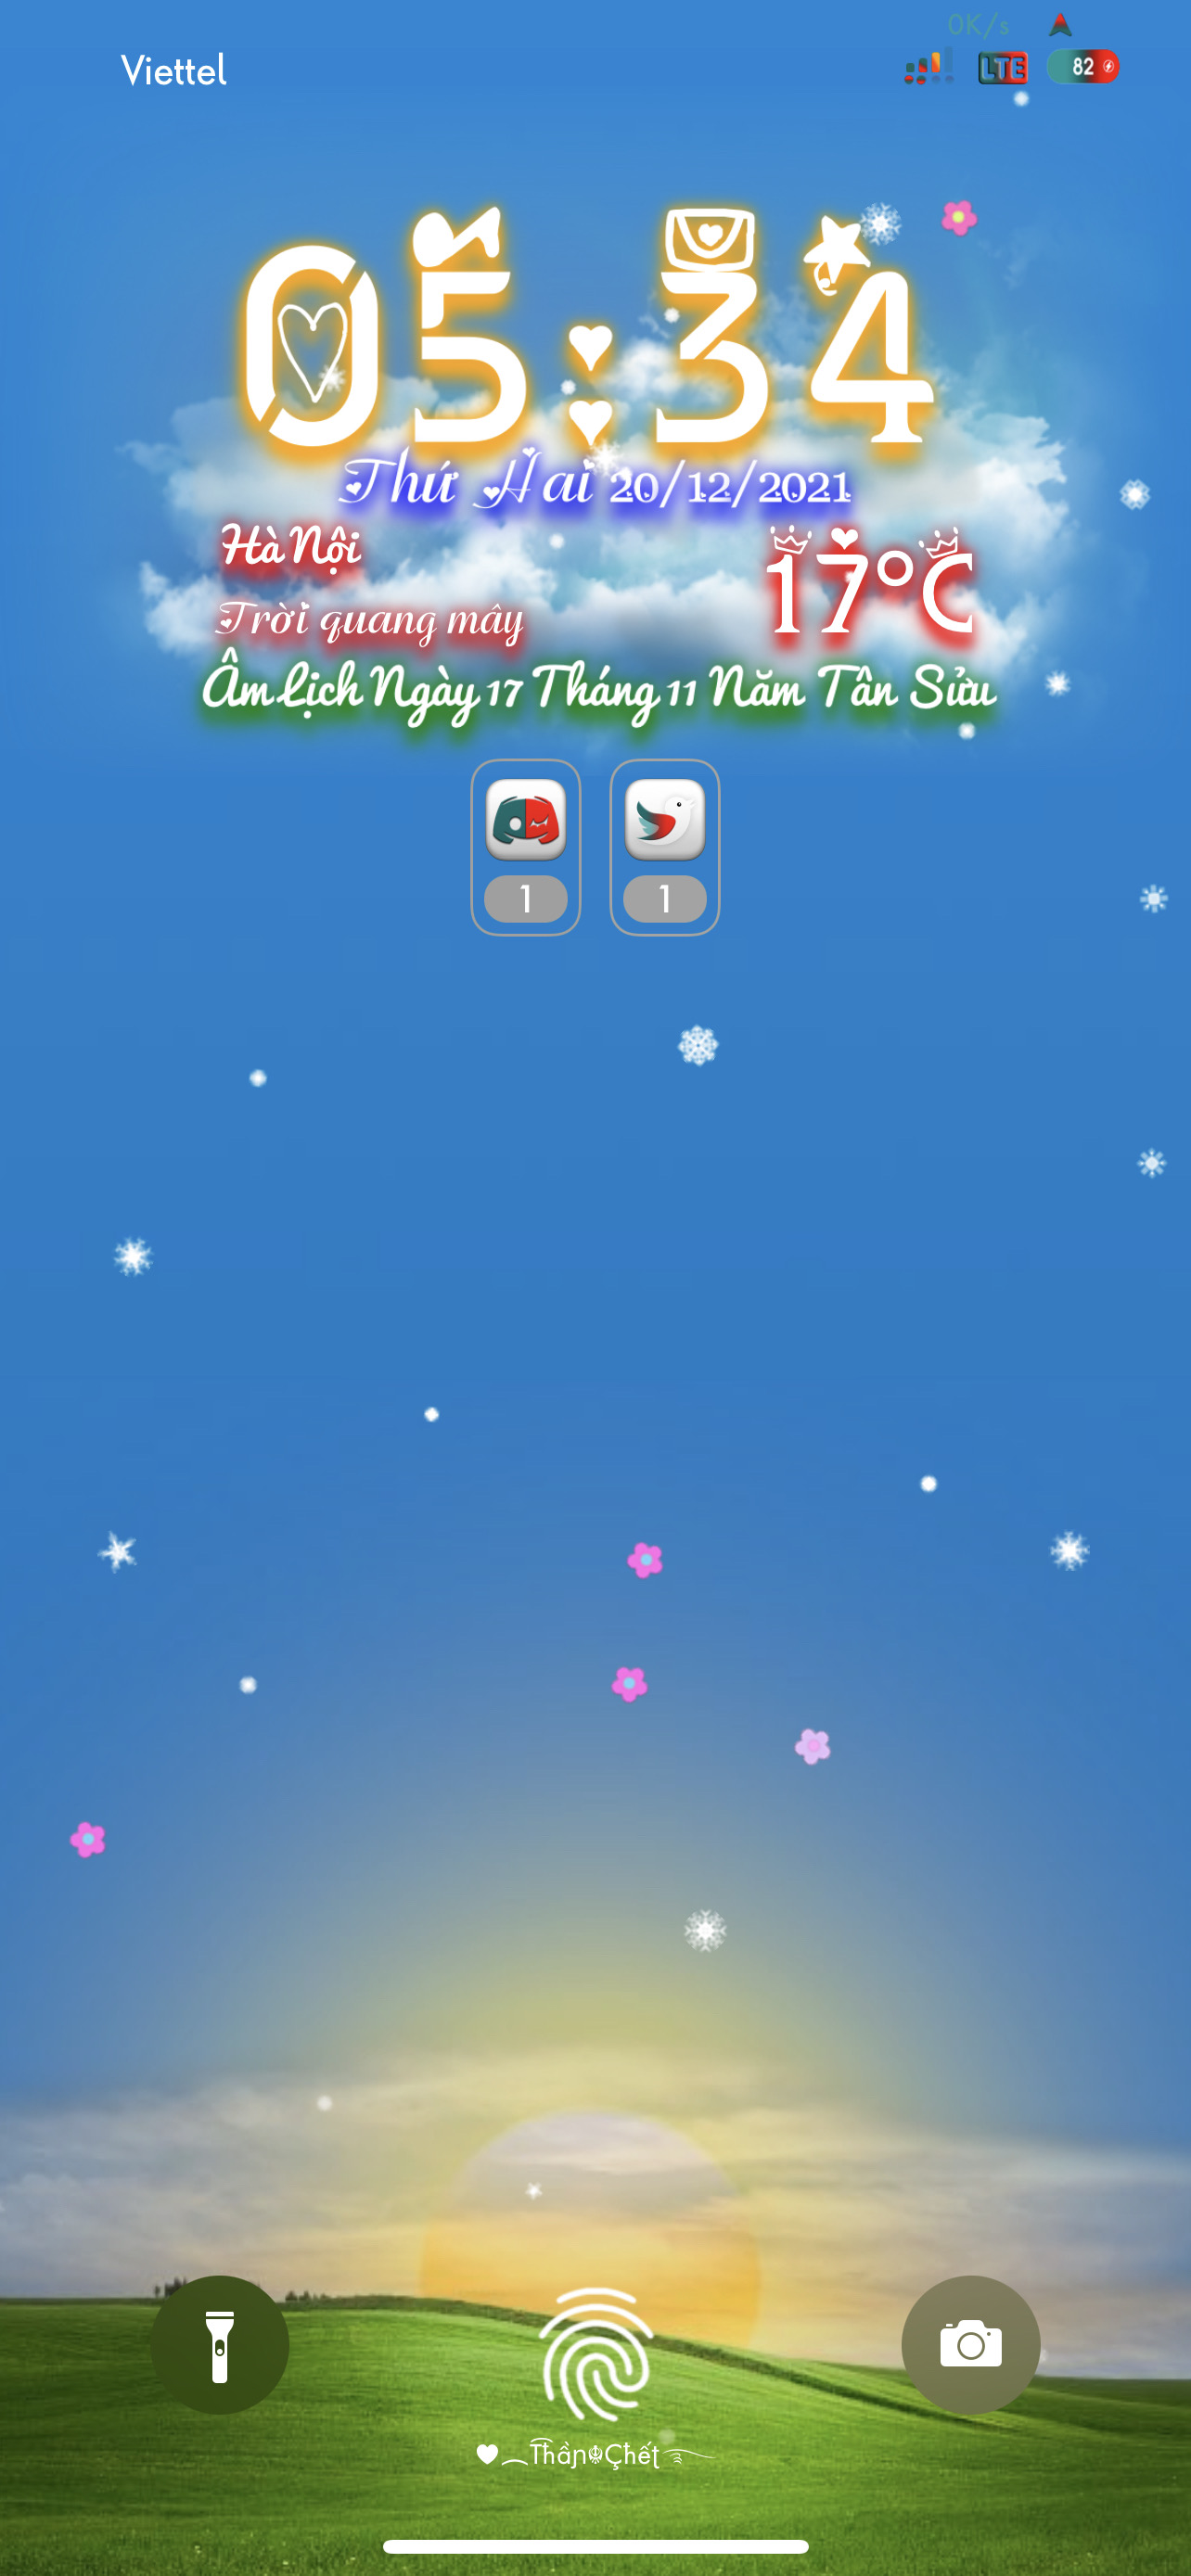 0K/s
Viettel
LTE
82
05:34
Thứ Hai 20/12/2021
Hà Nội
17°C
Trời quang mây
Âm Lịch Ngày 17 Tháng 11 Năm Tân Sửu
1 1
Thần Chết